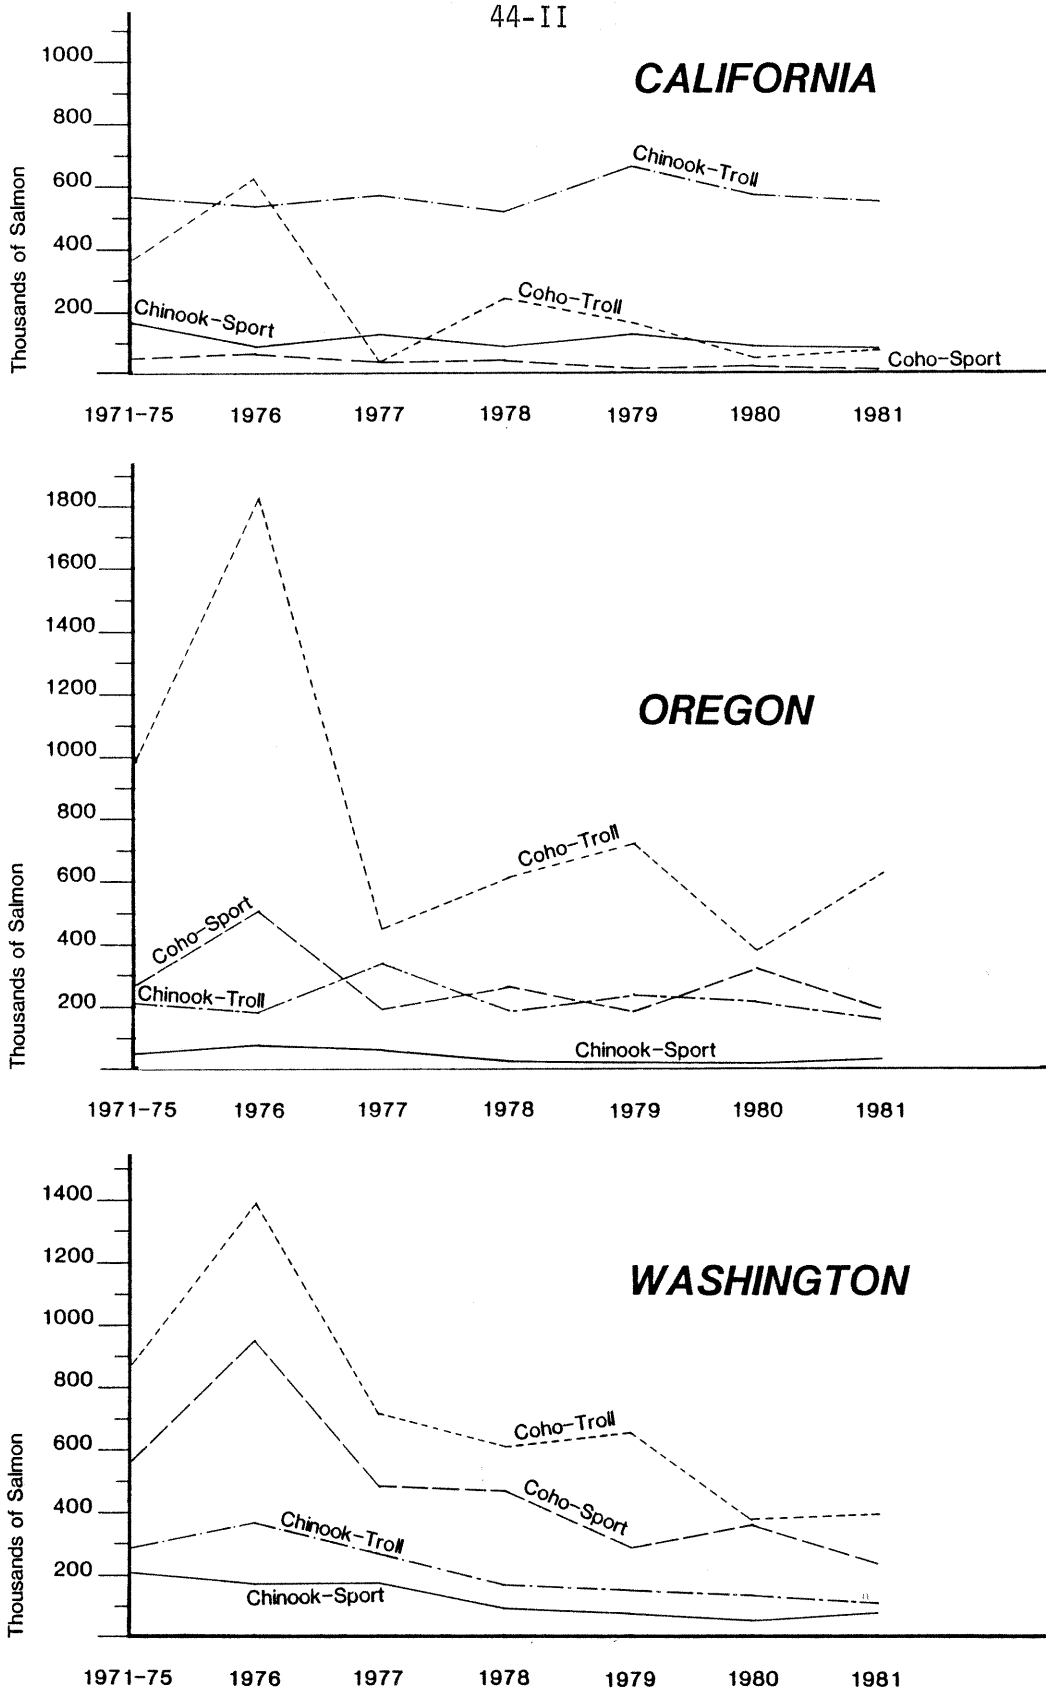 44-II
CALIFORNIA
1000
800
600
400
200
Thousands of Salmon
Chinook-Troll
Coho-Troll
Chinook-Sport
Coho-Sport
1971-75 1976 1977 1978 1979 1980 1981
OREGON
1800
1600
1400
1200
1000
800
600
400
200
Thousands of Salmon
Coho-Troll
Coho-Sport
Chinook-Troll
Chinook-Sport
1971-75 1976 1977 1978 1979 1980 1981
WASHINGTON
1400
1200
1000
800
600
400
200
Thousands of Salmon
Coho-Troll
Coho-Sport
Chinook-Troll
Chinook-Sport
1971-75 1976 1977 1978 1979 1980 1981